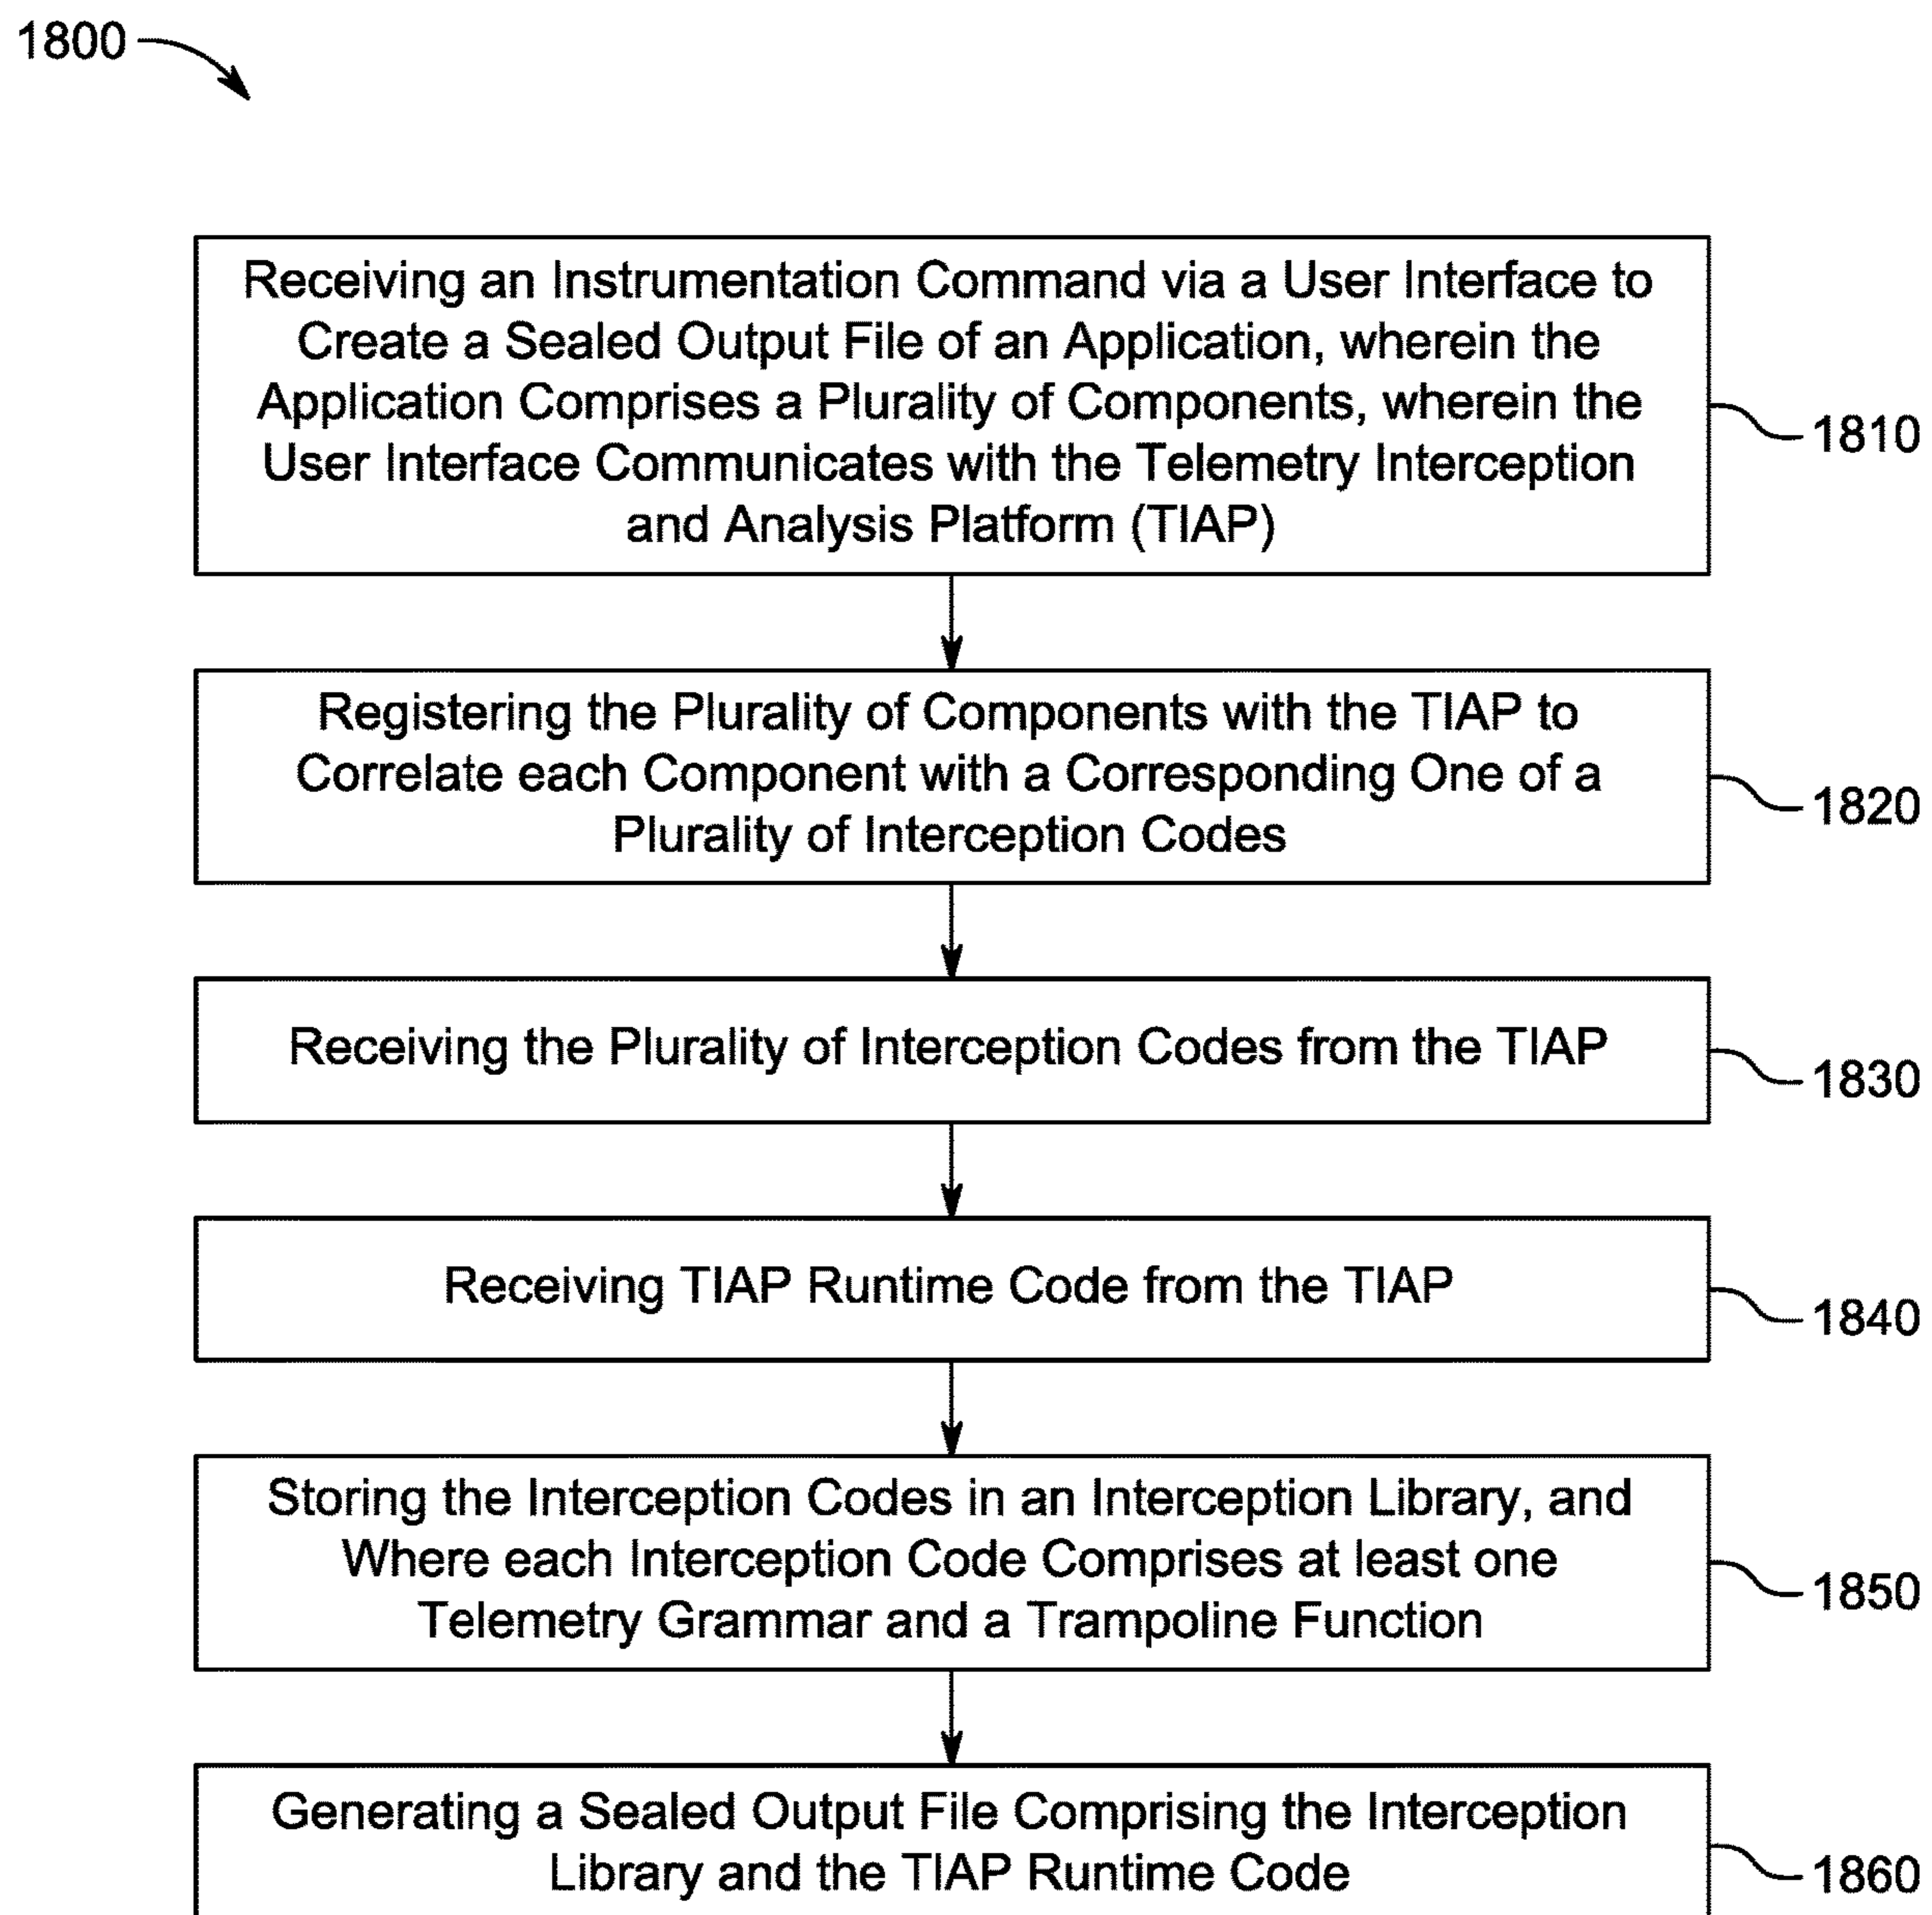 1800
Receiving an Instrumentation Command via a User Interface to
Create a Sealed Output File of an Application, wherein the
Application Comprises a Plurality of Components, wherein the
User Interface Communicates with the Telemetry Interception
and Analysis Platform (TIAP)
1810
Registering the Plurality of Components with the TIAP to
Correlate each Component with a Corresponding One of a
Plurality of Interception Codes
1820
Receiving the Plurality of Interception Codes from the TIAP
1830
Receiving TIAP Runtime Code from the TIAP
1840
Storing the Interception Codes in an Interception Library, and
Where each Interception Code Comprises at least one
Telemetry Grammar and a Trampoline Function
1850
Generating a Sealed Output File Comprising the Interception
Library and the TIAP Runtime Code
1860